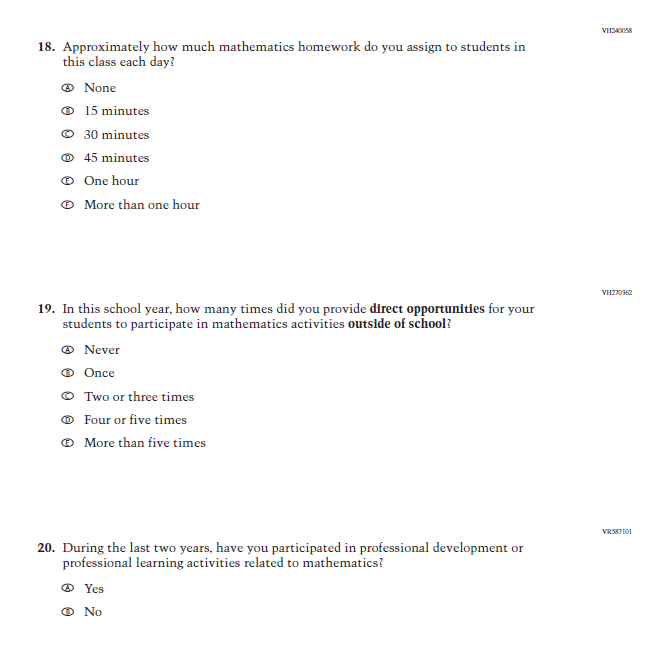 VH240058
18. Approximately how much mathematics homework do you assign to students in
this class each day?
A None
B 15 minutes
C 30 minutes
D 45 minutes
E One hour
F More than one hour
VH270362
19. In this school year, how many times did you provide direct opportunities for your
students to participate in mathematics activities outside of school?
A Never
B Once
C Two or three times
D Four or five times
E More than five times
VR587101
20. During the last two years, have you participated in professional development or
professional learning activities related to mathematics?
A Yes
B No